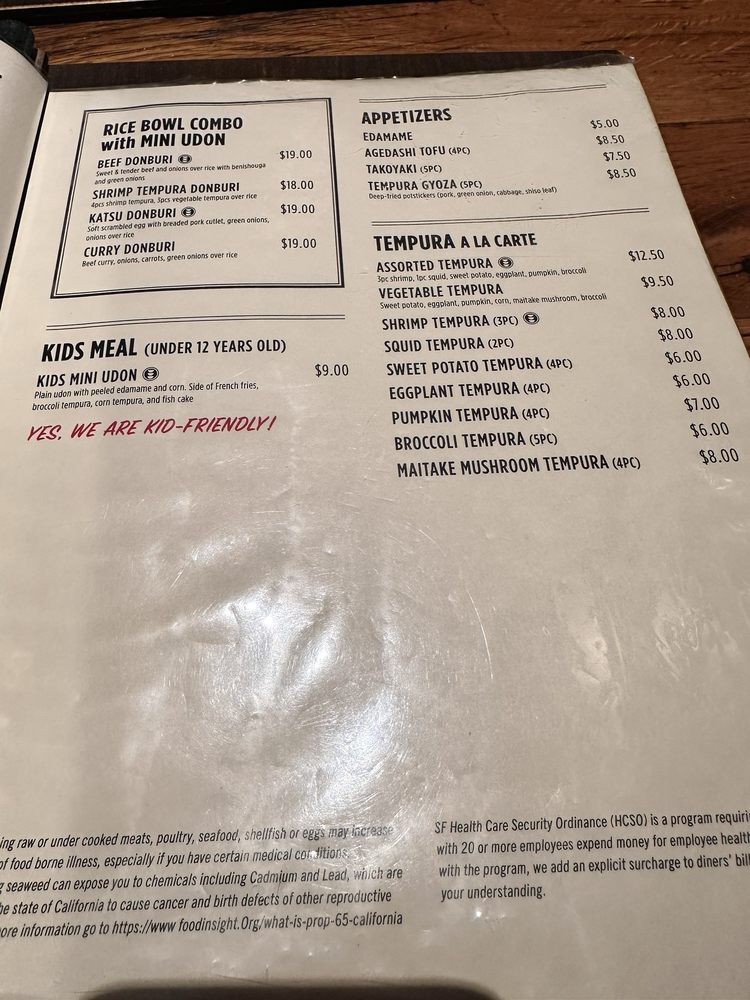 RICE BOWL COMBO
with MINI UDON
BEEF DONBURI $19.00
Sweet & tender beef and onions over rice with benishouga
and green onions
SHRIMP TEMPURA DONBURI $18.00
4pcs shrimp tempura, 3pcs vegetable tempura over rice
KATSU DONBURI $19.00
Soft scrambled egg with breaded pork cutlet, green onions,
onions over rice
CURRY DONBURI $19.00
Beef curry, onions, carrots, green onions over rice
KIDS MEAL (UNDER 12 YEARS OLD)
KIDS MINI UDON $9.00
Plain udon with peeled edamame and corn. Side of French fries,
broccoli tempura, corn tempura, and fish cake
YES, WE ARE KID-FRIENDLY!
APPETIZERS
EDAMAME $5.00
AGEDASHI TOFU (4PC) $8.50
TAKOYAKI (5PC) $7.50
TEMPURA GYOZA (5PC) $8.50
Deep-fried potstickers (pork, green onion, cabbage, shiso leaf)
TEMPURA A LA CARTE
ASSORTED TEMPURA $12.50
3pc shrimp, 1pc squid, sweet potato, eggplant, pumpkin, broccoli
VEGETABLE TEMPURA $9.50
Sweet potato, eggplant, pumpkin, corn, maitake mushroom, broccoli
SHRIMP TEMPURA (3PC) $8.00
SQUID TEMPURA (2PC) $8.00
SWEET POTATO TEMPURA (4PC) $6.00
EGGPLANT TEMPURA (4PC) $6.00
PUMPKIN TEMPURA (4PC) $7.00
BROCCOLI TEMPURA (5PC) $6.00
MAITAKE MUSHROOM TEMPURA (4PC) $8.00
ing raw or under cooked meats, poultry, seafood, shellfish or eggs may increase
of food borne illness, especially if you have certain medical conditions.
g seaweed can expose you to chemicals including Cadmium and Lead, which are
he state of California to cause cancer and birth defects of other reproductive
ore information go to https://www foodinsight.Org/what-is-prop-65-california
SF Health Care Security Ordinance (HCSO) is a program requiri
with 20 or more employees expend money for employee health
with the program, we add an explicit surcharge to diners' bill
your understanding.